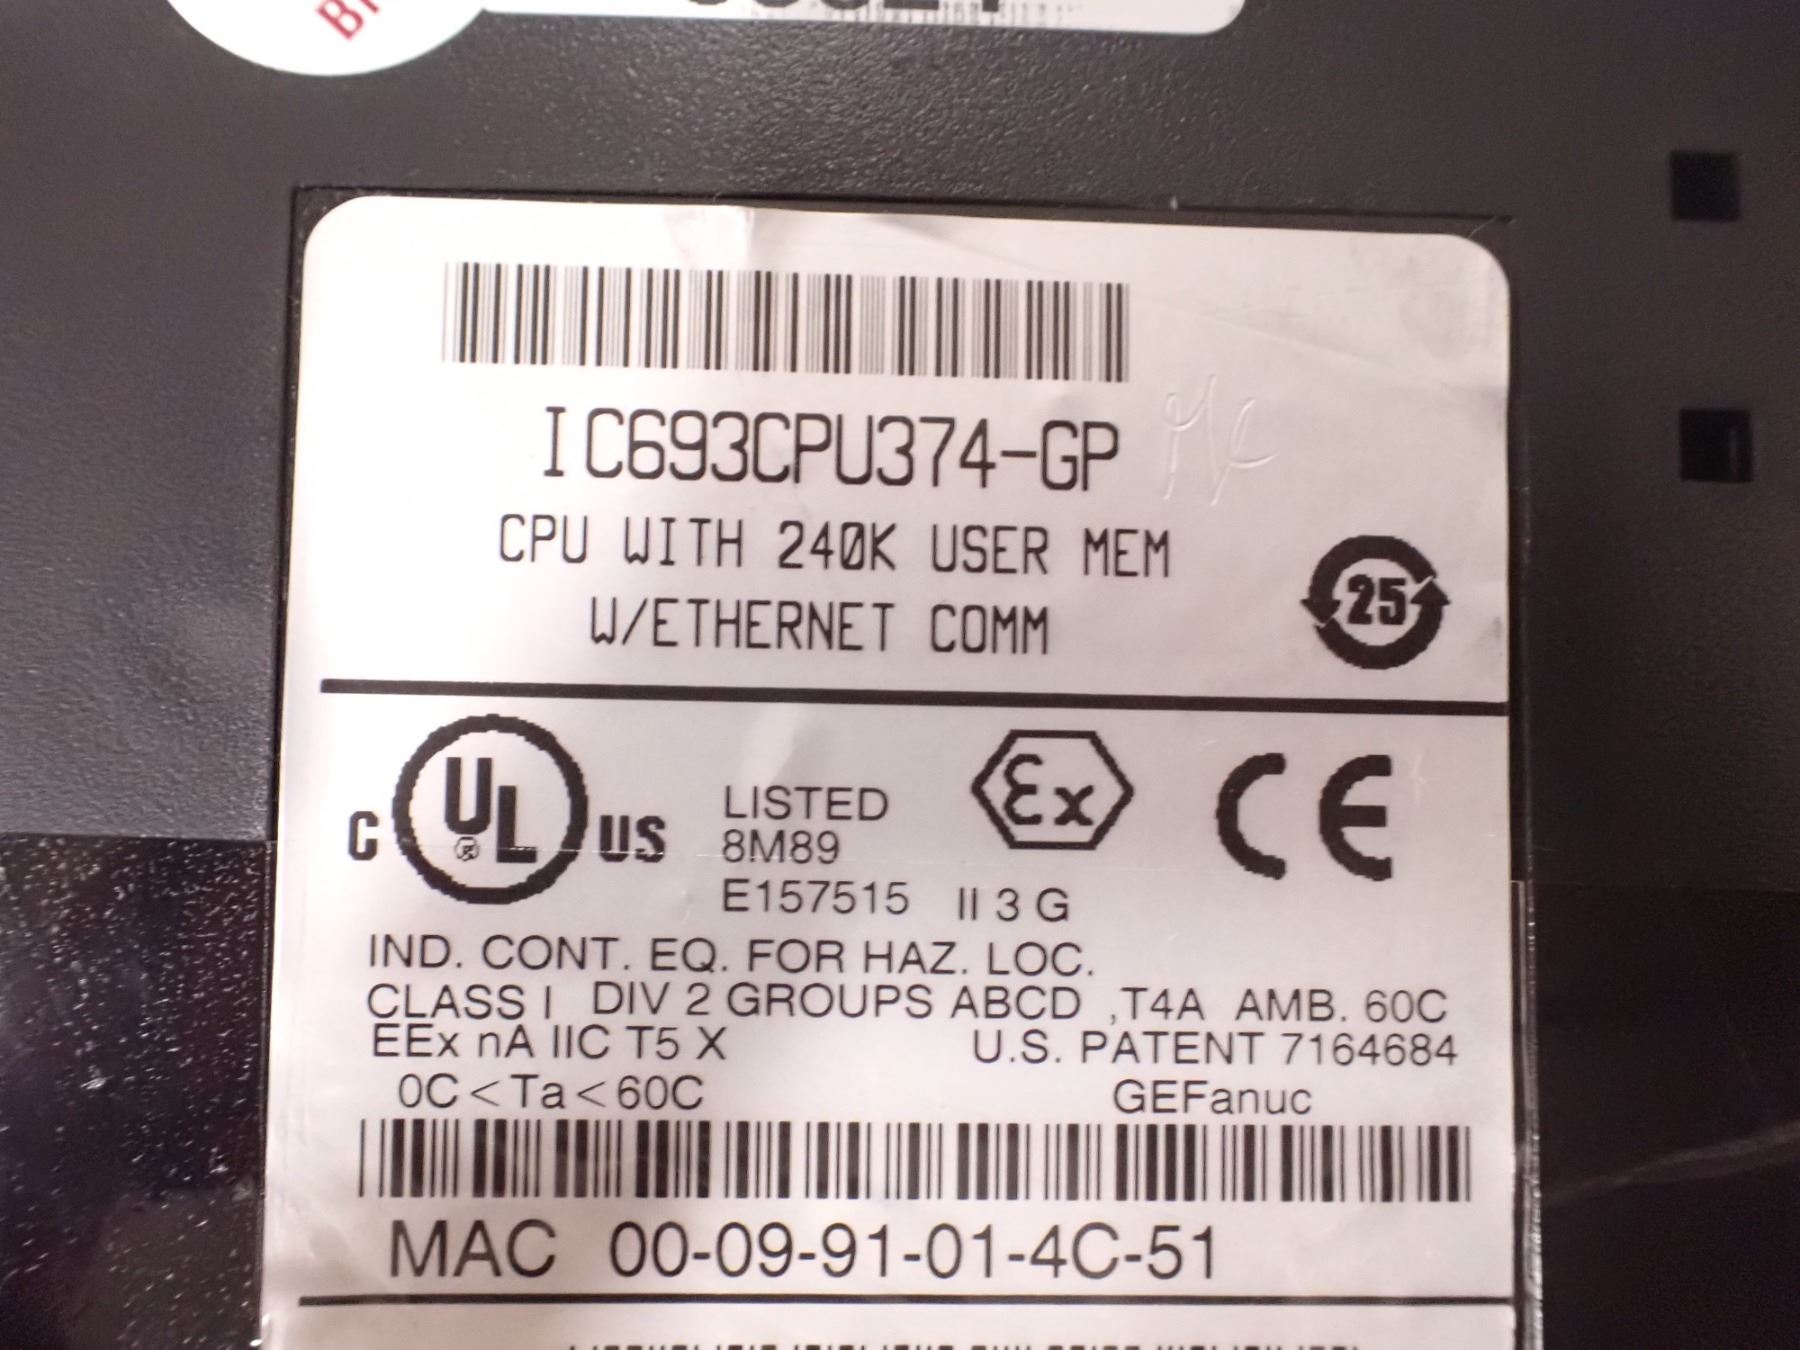 IC693CPU374-GP
CPU WITH 240K USER MEM
W/ETHERNET COMM
25
C UL® US
LISTED
8M89
E157515
Ex
CE
II 3 G
IND. CONT. EQ. FOR HAZ. LOC.
CLASS I DIV 2 GROUPS ABCD ,T4A AMB. 60C
EEx nA IIC T5 X U.S. PATENT 7164684
0C<Ta<60C GEFanuc
MAC 00-09-91-01-4C-51